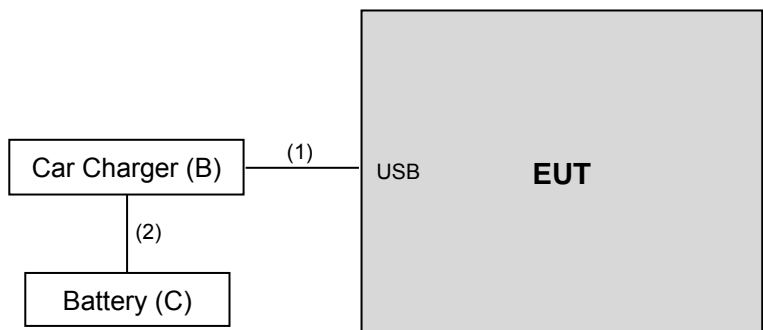 (1)
Car Charger (B)
USB
EUT
(2)
Battery (C)